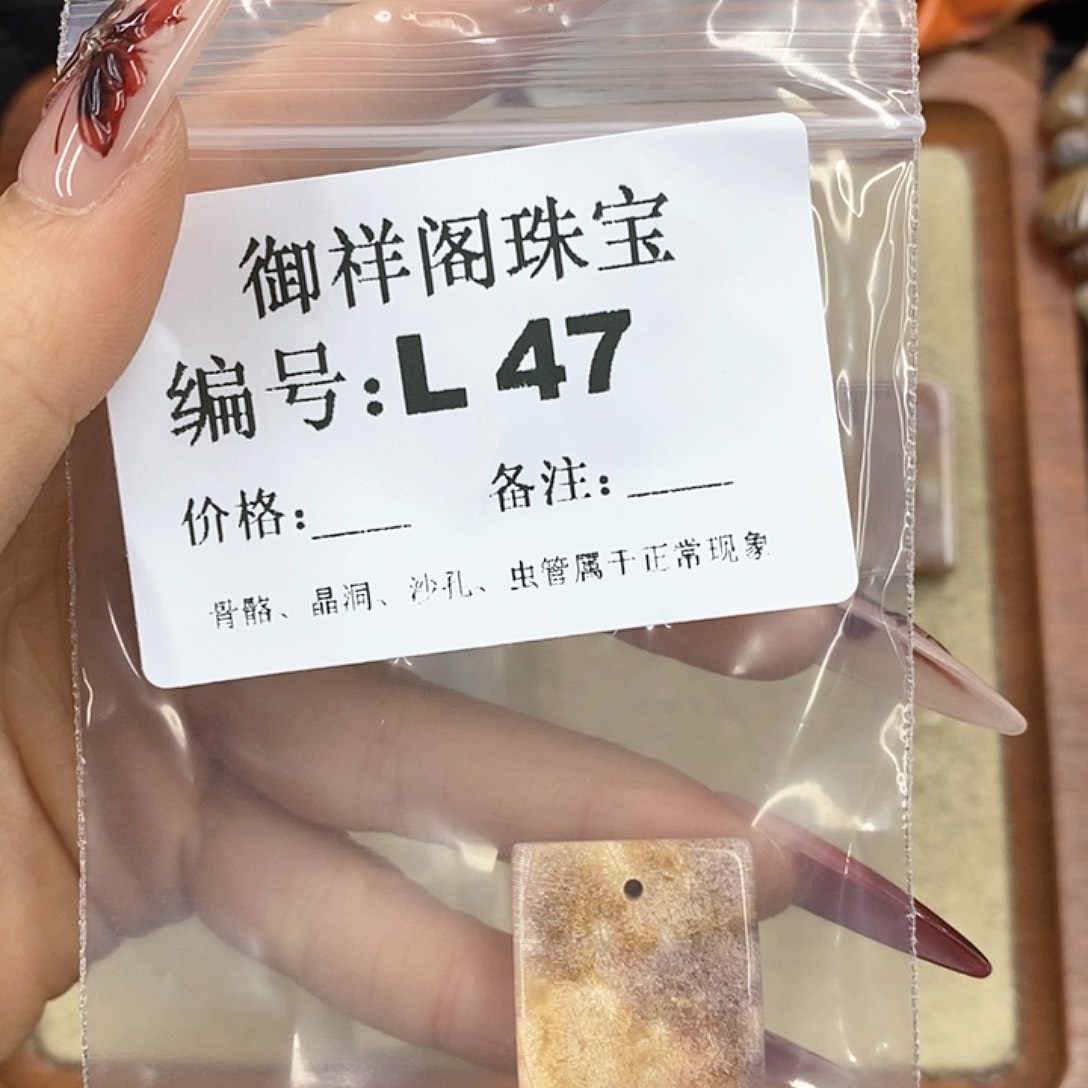 御祥阁珠宝
编号:L 47
价格:____ 备注:____
骨骼、晶洞、沙孔、虫管属于正常现象